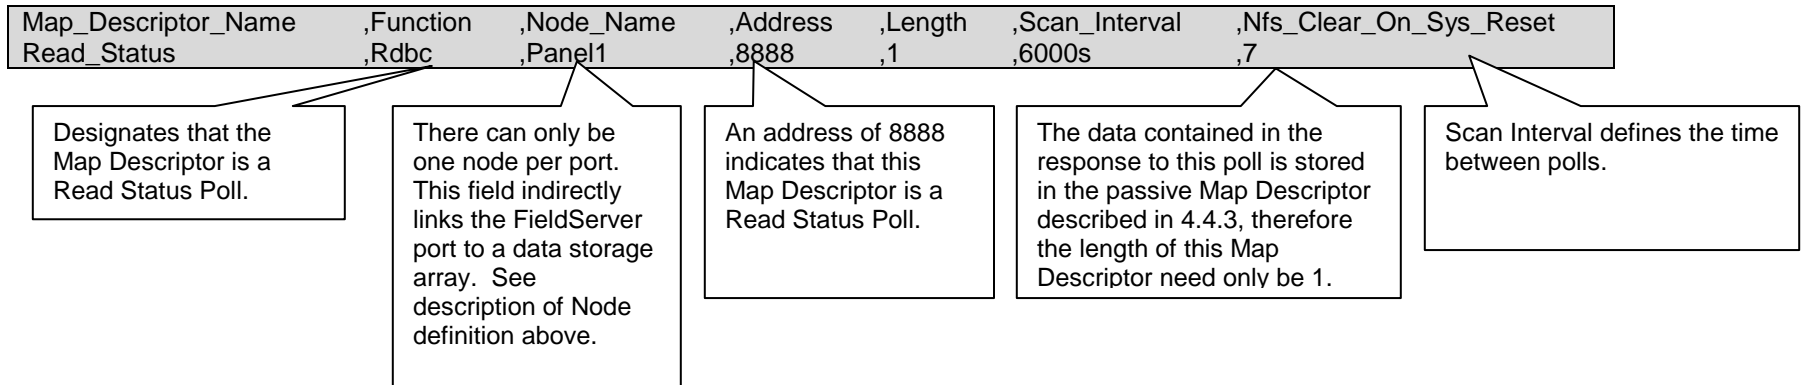 Map_Descriptor_Name ,Function ,Node_Name ,Address ,Length ,Scan_Interval ,Nfs_Clear_On_Sys_Reset
Read_Status ,Rdbc ,Panel1 ,8888 ,1 ,6000s ,7
Designates that the
Map Descriptor is a
Read Status Poll.
There can only be
one node per port.
This field indirectly
links the FieldServer
port to a data storage
array.  See
description of Node
definition above.
An address of 8888
indicates that this
Map Descriptor is a
Read Status Poll.
The data contained in the
response to this poll is stored
in the passive Map Descriptor
described in 4.4.3, therefore
the length of this Map
Descriptor need only be 1.
Scan Interval defines the time
between polls.